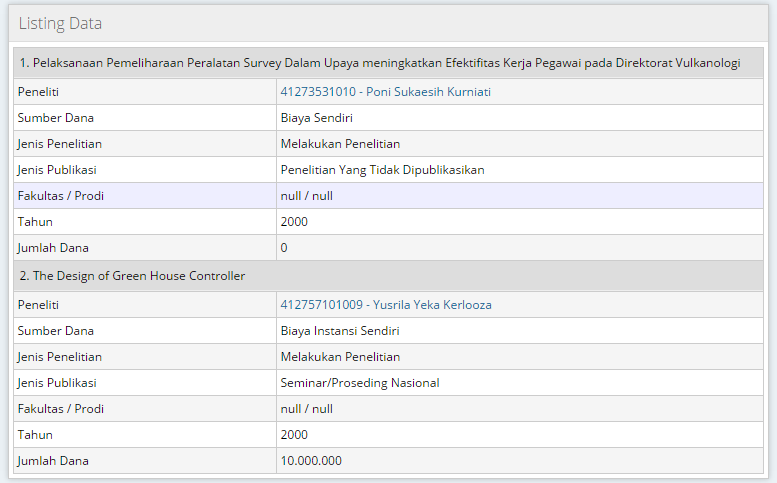 Listing Data
1. Pelaksanaan Pemeliharaan Peralatan Survey Dalam Upaya meningkatkan Efektifitas Kerja Pegawai pada Direktorat Vulkanologi
Peneliti 41273531010 - Poni Sukaesih Kurniati
Sumber Dana Biaya Sendiri
Jenis Penelitian Melakukan Penelitian
Jenis Publikasi Penelitian Yang Tidak Dipublikasikan
Fakultas / Prodi null / null
Tahun 2000
Jumlah Dana 0
2. The Design of Green House Controller
Peneliti 412757101009 - Yusrila Yeka Kerlooza
Sumber Dana Biaya Instansi Sendiri
Jenis Penelitian Melakukan Penelitian
Jenis Publikasi Seminar/Proseding Nasional
Fakultas / Prodi null / null
Tahun 2000
Jumlah Dana 10.000.000